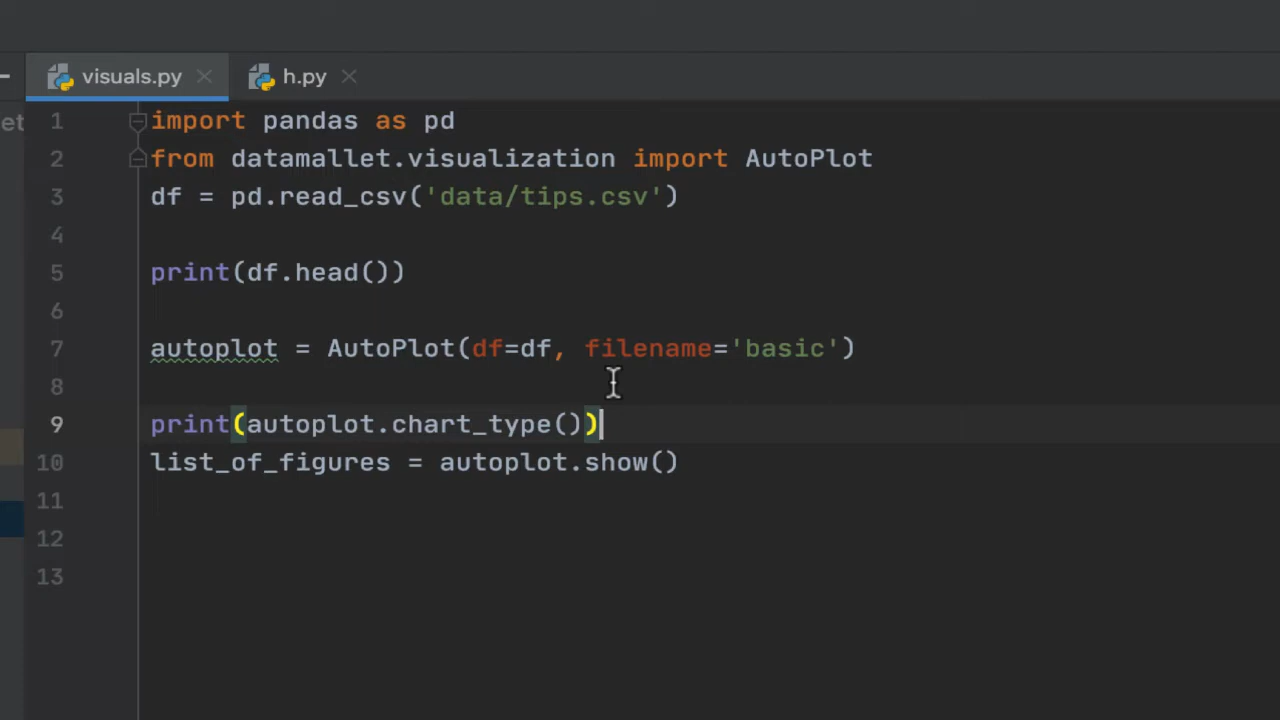 visuals.py h.py
et
1 import pandas as pd
2 from datamallet.visualization import AutoPlot
3 df = pd.read_csv('data/tips.csv')
4
5 print(df.head())
6
7 autoplot = AutoPlot(df=df, filename='basic')
8
9 print(autoplot.chart_type())
10 list_of_figures = autoplot.show()
11
12
13